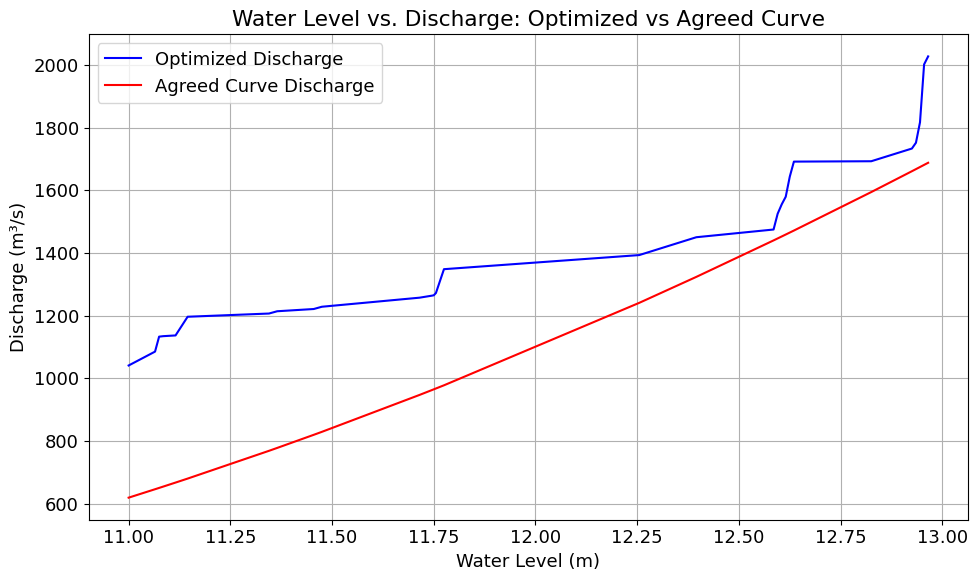 Water Level vs. Discharge: Optimized vs Agreed Curve
Optimized Discharge
Agreed Curve Discharge
Discharge (m³/s)
2000
1800
1600
1400
1200
1000
800
600
11.00 11.25 11.50 11.75 12.00 12.25 12.50 12.75 13.00
Water Level (m)